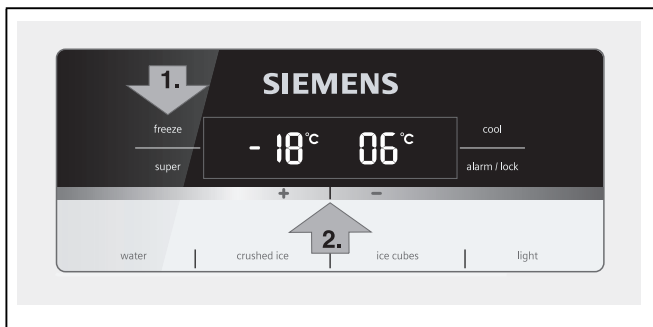 1.
SIEMENS
freeze
-18°C 06°C
cool
super
alarm / lock
+ −
2.
water crushed ice ice cubes light